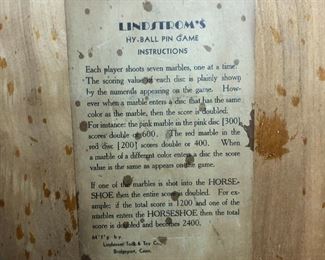 LINDSTROM'S
HY-BALL PIN GAME
INSTRUCTIONS
Each player shoots seven marbles, one at a time.
The scoring value of each disc is plainly shown
by the numerals appearing on the game. How-
ever when a marble enters a disc that has the same
color as the marble, then the score is doubled.
For instance: the pink marble in the pink disc [300]
scores double or 600. The red marble in the
red disc [200] scores double or 400. When
a marble of a different color enters a disc the score
value is the same as appears on the disc.
If one of the marbles is shot into the HORSE-
SHOE then the entire score is doubled. For ex-
ample: if the total score is 1200 and one of the
marbles enters the HORSESHOE then the total
score is doubled and becomes 2400.
M'f'g by
Lindstrom Tool & Toy Co.
Bridgeport, Conn.